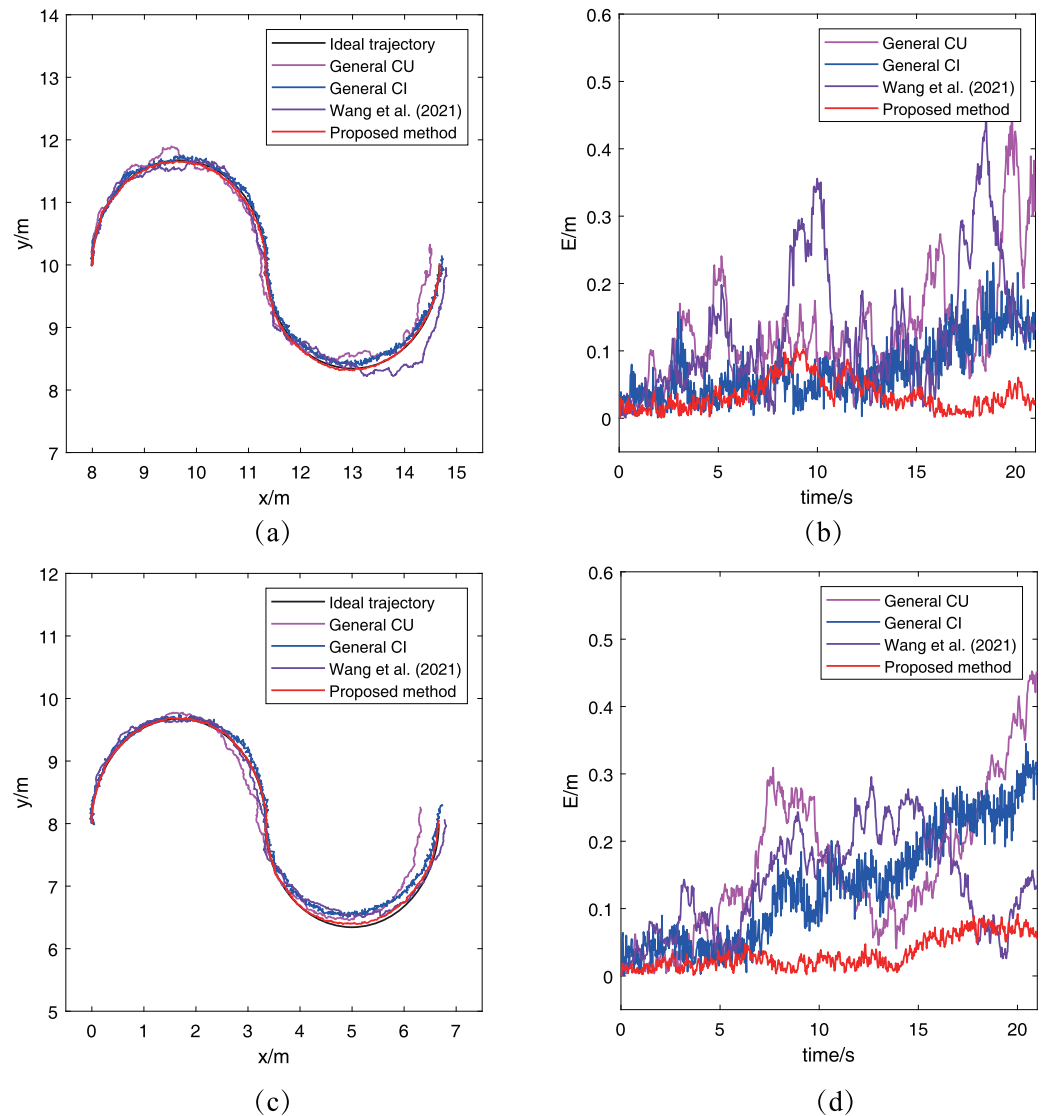 14
13
12
11
10
9
8
7
y/m
8
9
10
11
12
13
14
15
x/m
Ideal trajectory
General CU
General CI
Wang et al. (2021)
Proposed method
(a)
0.6
0.5
0.4
0.3
0.2
0.1
0
E/m
0
5
10
15
20
time/s
General CU
General CI
Wang et al. (2021)
Proposed method
(b)
12
11
10
9
8
7
6
5
y/m
0
1
2
3
4
5
6
7
x/m
Ideal trajectory
General CU
General CI
Wang et al. (2021)
Proposed method
(c)
0.6
0.5
0.4
0.3
0.2
0.1
0
E/m
0
5
10
15
20
time/s
General CU
General CI
Wang et al. (2021)
Proposed method
(d)